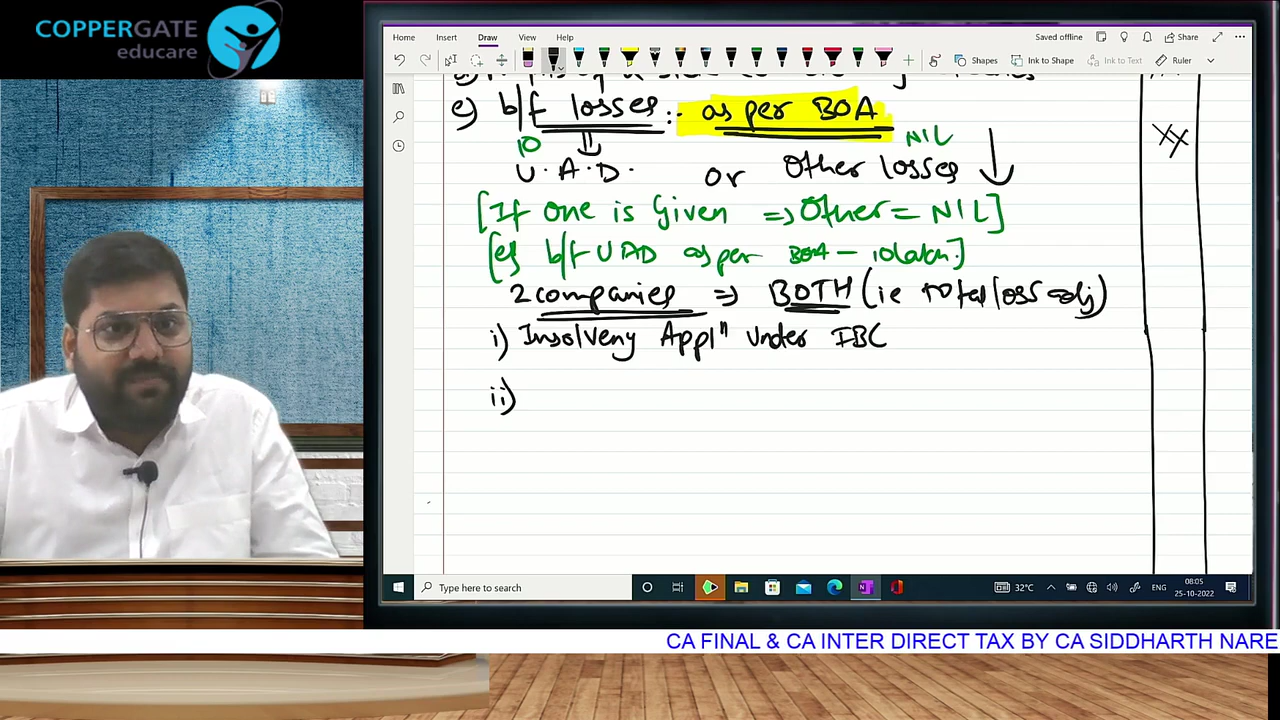 COPPERGATE
educare
Home Insert Draw View Help
Saved offline
Share
Shapes
Ink to Shape
Ink to Text
Ruler
e) b/f losses :- as per BOA
10
NIL
U.A.D. or Other losses
XX
[If one is Given => Other = NIL]
[eg b/f UAD as per BOA - 10 lakh.]
2 companies => BOTH (ie total loss adj)
i) Insolveny Appl" Under IBC
ii)
Type here to search
32°C
ENG
08:05
25-10-2022
CA FINAL & CA INTER DIRECT TAX BY CA SIDDHARTH NARE